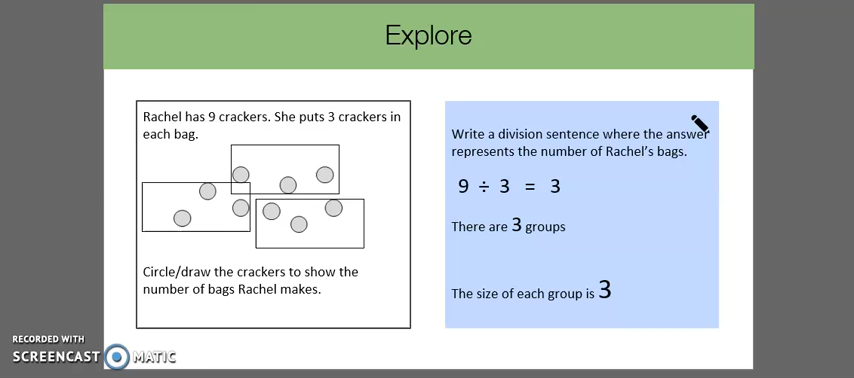 Explore
Rachel has 9 crackers. She puts 3 crackers in
each bag.
Circle/draw the crackers to show the
number of bags Rachel makes.
Write a division sentence where the answer
represents the number of Rachel's bags.
9 ÷ 3 = 3
There are 3 groups
The size of each group is 3
RECORDED WITH
SCREENCAST MATIC